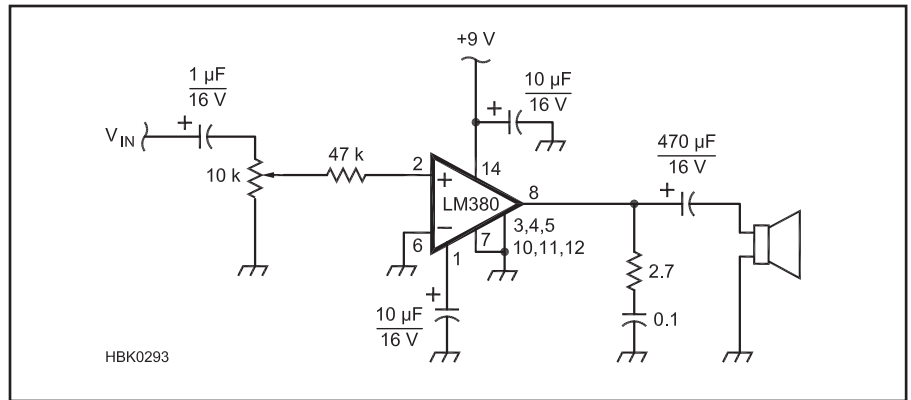 +9 V
1 µF
16 V
+
10 µF
16 V
+
V IN
10 k
47 k
2
+
14
LM380
8
470 µF
16 V
+
6
−
1
7
3,4,5
10,11,12
2.7
0.1
+
10 µF
16 V
HBK0293